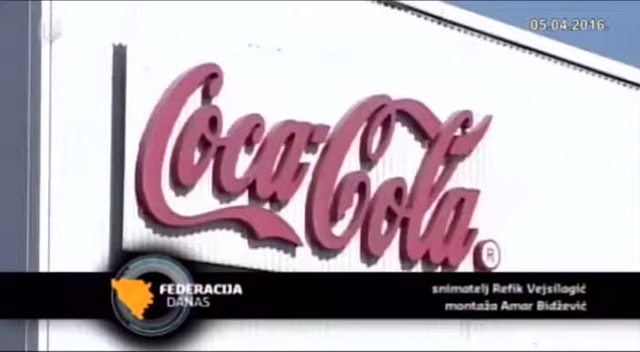 05.04.2016.
Coca-Cola
®
FEDERACIJA
DANAS
snimatelj Refik Vejsilagić
montaža Amar Bidžević